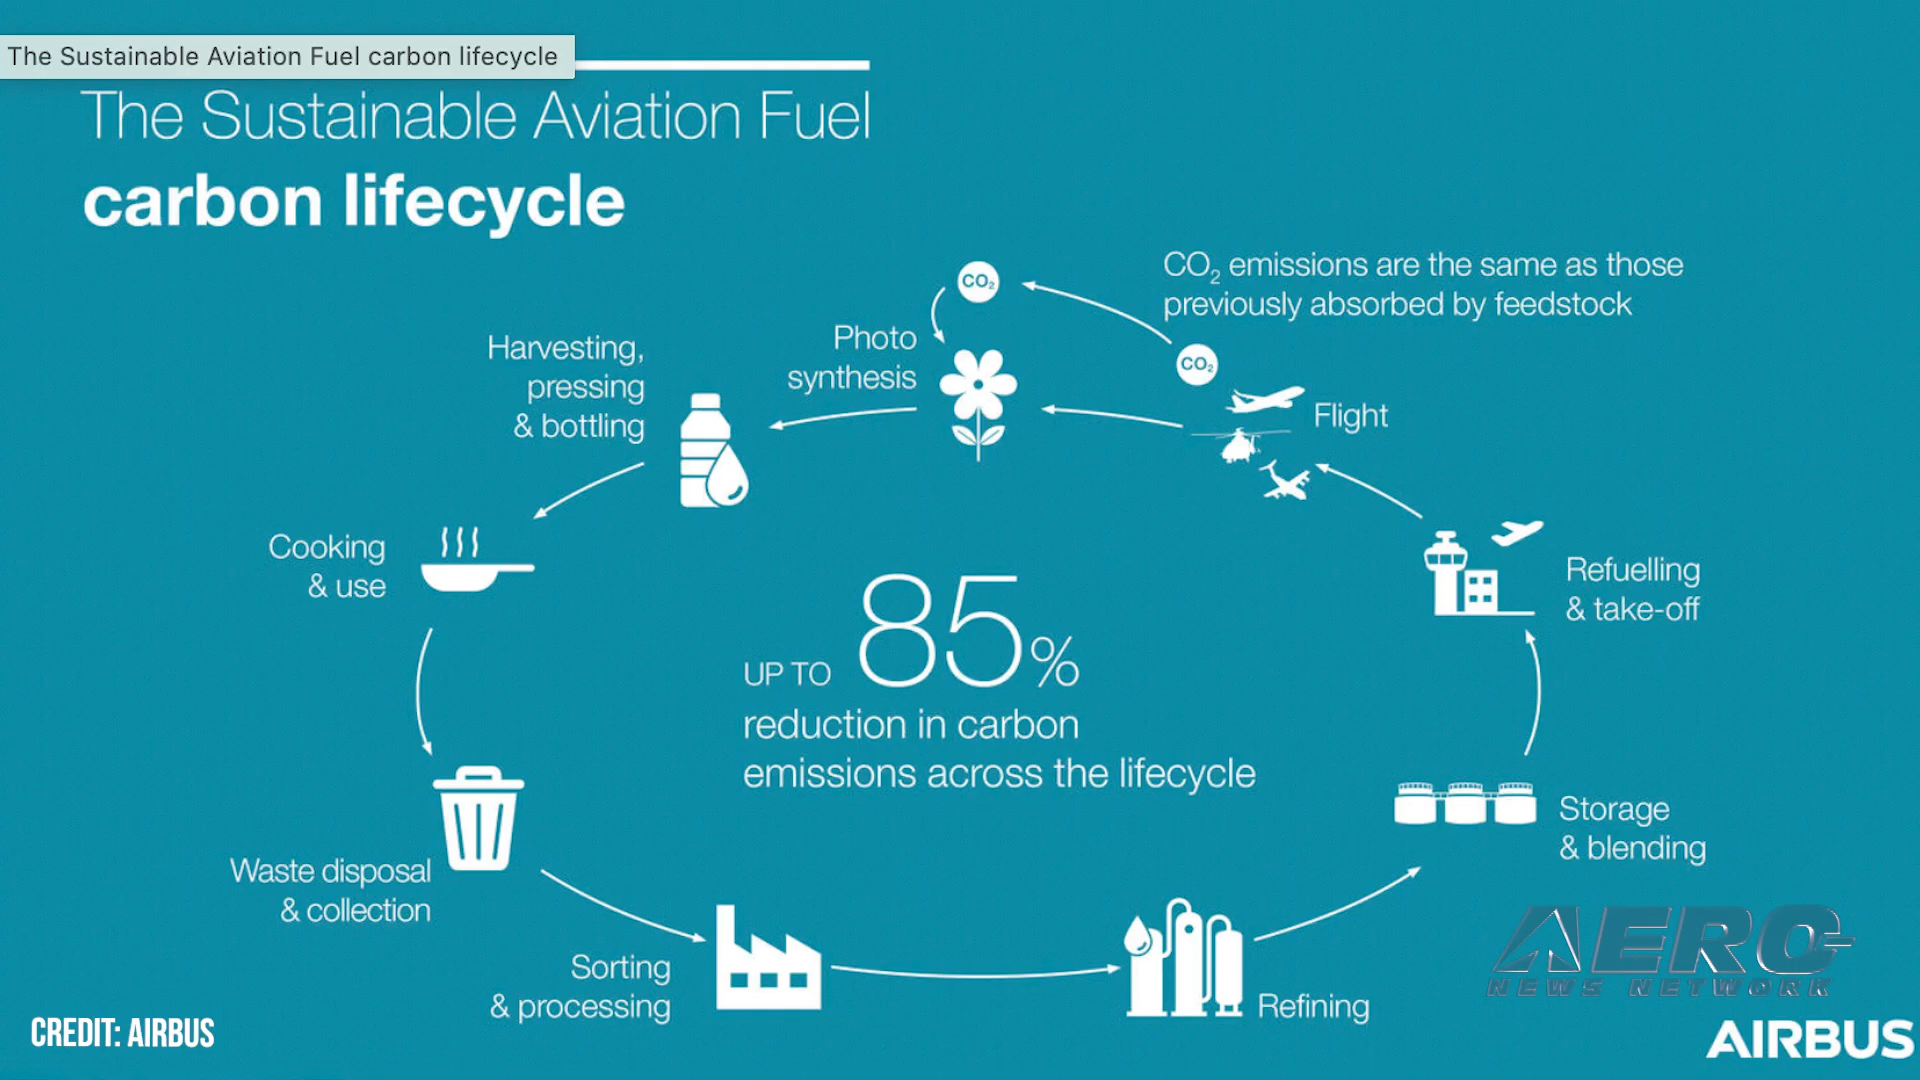 The Sustainable Aviation Fuel carbon lifecycle
The Sustainable Aviation Fuel
carbon lifecycle
CO₂
CO₂ emissions are the same as those
previously absorbed by feedstock
CO₂
Photo
synthesis
Harvesting,
pressing
& bottling
Flight
Cooking
& use
Refuelling
& take-off
UP TO 85%
reduction in carbon
emissions across the lifecycle
Storage
& blending
Waste disposal
& collection
Sorting
& processing
Refining
AERO
NEWS NETWORK
CREDIT: AIRBUS
AIRBUS